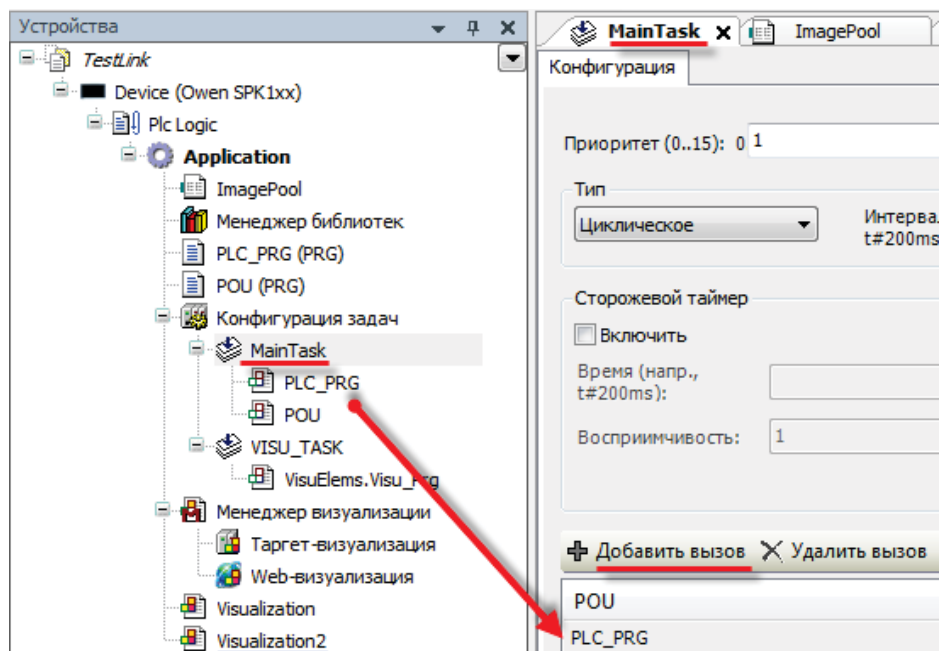 Устройства
TestLink
Device (Owen SPK1xx)
Plc Logic
Application
ImagePool
Менеджер библиотек
PLC_PRG (PRG)
POU (PRG)
Конфигурация задач
MainTask
PLC_PRG
POU
VISU_TASK
VisuElems.Visu_Prg
Менеджер визуализации
Таргет-визуализация
Web-визуализация
Visualization
Visualization2
MainTask
ImagePool
Конфигурация
Приоритет (0..15): 0 1
Тип
Циклическое
Интервал
t#200ms
Сторожевой таймер
Включить
Время (напр.,
t#200ms):
Восприимчивость: 1
Добавить вызов Удалить вызов
POU
PLC_PRG